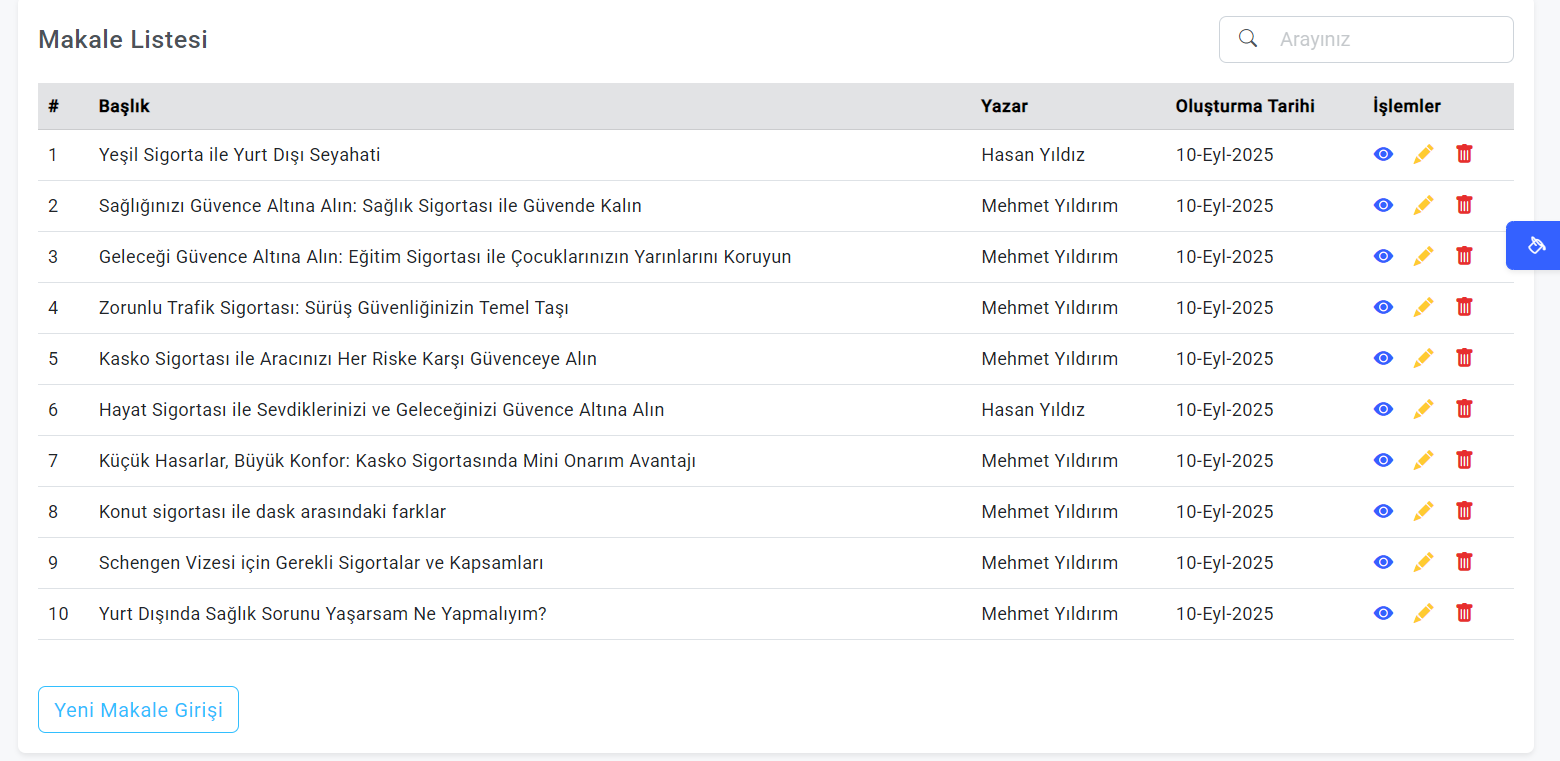 Makale Listesi
Arayınız
# Başlık Yazar Oluşturma Tarihi İşlemler
1 Yeşil Sigorta ile Yurt Dışı Seyahati Hasan Yıldız 10-Eyl-2025
2 Sağlığınızı Güvence Altına Alın: Sağlık Sigortası ile Güvende Kalın Mehmet Yıldırım 10-Eyl-2025
3 Geleceği Güvence Altına Alın: Eğitim Sigortası ile Çocuklarınızın Yarınlarını Koruyun Mehmet Yıldırım 10-Eyl-2025
4 Zorunlu Trafik Sigortası: Sürüş Güvenliğinizin Temel Taşı Mehmet Yıldırım 10-Eyl-2025
5 Kasko Sigortası ile Aracınızı Her Riske Karşı Güvenceye Alın Mehmet Yıldırım 10-Eyl-2025
6 Hayat Sigortası ile Sevdiklerinizi ve Geleceğinizi Güvence Altına Alın Hasan Yıldız 10-Eyl-2025
7 Küçük Hasarlar, Büyük Konfor: Kasko Sigortasında Mini Onarım Avantajı Mehmet Yıldırım 10-Eyl-2025
8 Konut sigortası ile dask arasındaki farklar Mehmet Yıldırım 10-Eyl-2025
9 Schengen Vizesi için Gerekli Sigortalar ve Kapsamları Mehmet Yıldırım 10-Eyl-2025
10 Yurt Dışında Sağlık Sorunu Yaşarsam Ne Yapmalıyım? Mehmet Yıldırım 10-Eyl-2025
Yeni Makale Girişi